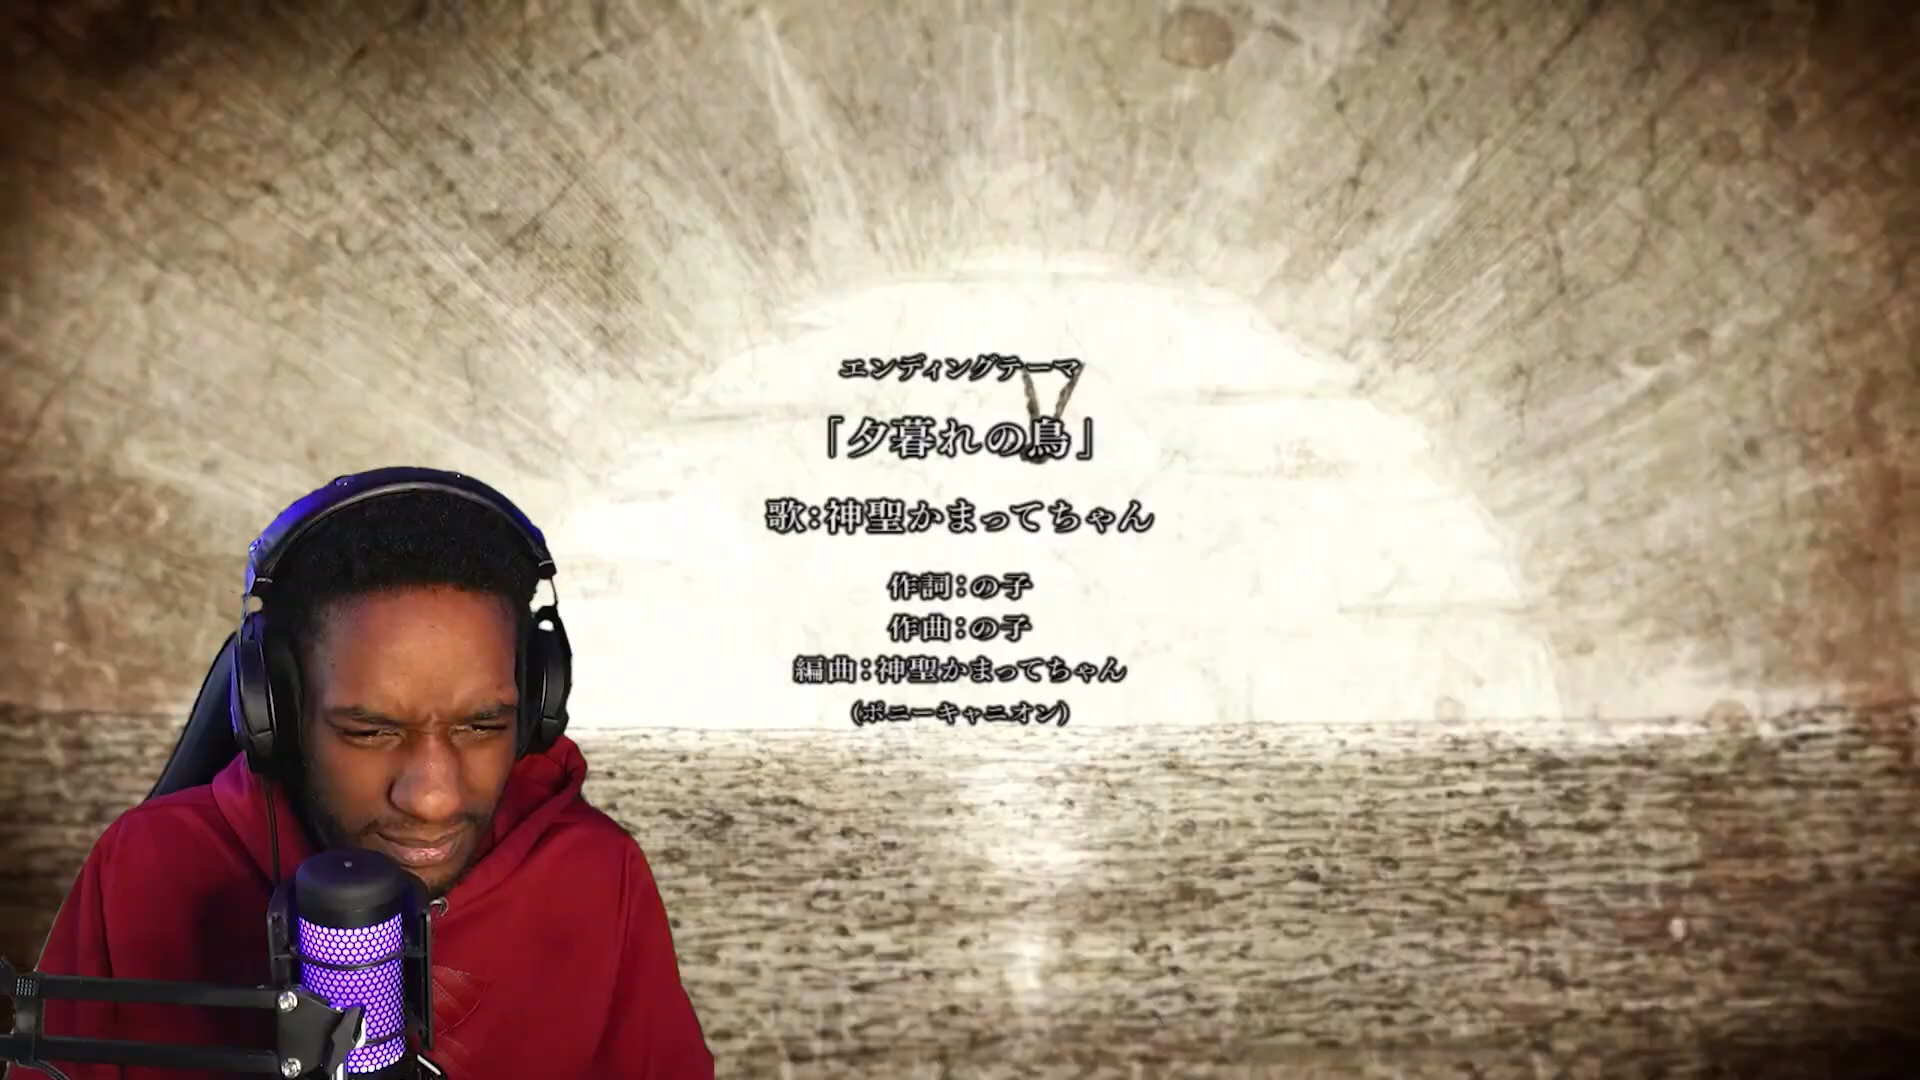 エンディングテーマ
「夕暮れの鳥」
歌:神聖かまってちゃん
作詞:の子
作曲:の子
編曲:神聖かまってちゃん
(ポニーキャニオン)